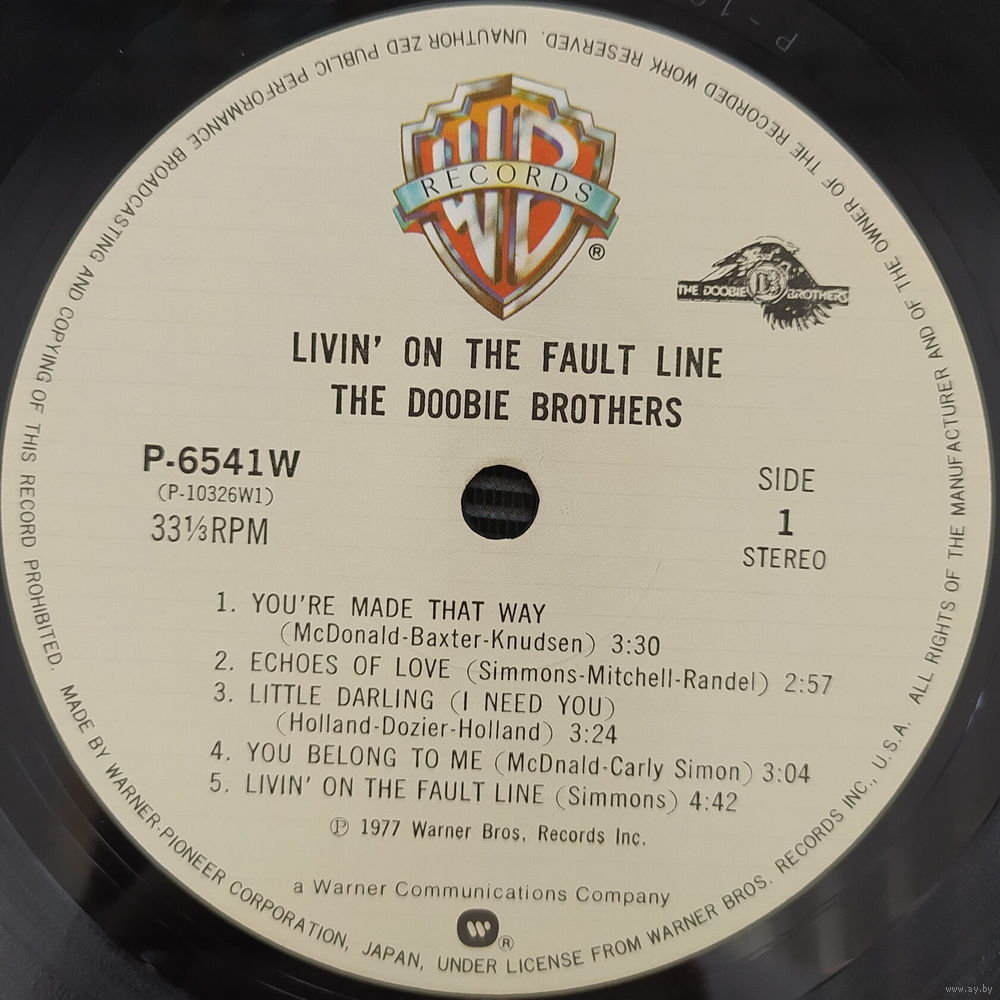 WB
RECORDS
®
THE DOOBIE BROTHERS
LIVIN' ON THE FAULT LINE
THE DOOBIE BROTHERS
P-6541W
(P-10326W1)
33⅓RPM
SIDE
1
STEREO
1. YOU'RE MADE THAT WAY
(McDonald-Baxter-Knudsen) 3:30
2. ECHOES OF LOVE (Simmons-Mitchell-Randel) 2:57
3. LITTLE DARLING (I NEED YOU)
(Holland-Dozier-Holland) 3:24
4. YOU BELONG TO ME (McDnald-Carly Simon) 3:04
5. LIVIN' ON THE FAULT LINE (Simmons) 4:42
℗ 1977 Warner Bros. Records Inc.
a Warner Communications Company
®
MADE BY WARNER-PIONEER CORPORATION, JAPAN, UNDER LICENSE FROM WARNER BROS. RECORDS INC., U.S.A. ALL RIGHTS OF THE MANUFACTURER AND OF THE OWNER OF THE RECORDED WORK RESERVED. UNAUTHOR ZED PUBLIC PERFORMANCE BROADCASTING AND COPYING OF THIS RECORD PROHIBITED.
www.ay.by